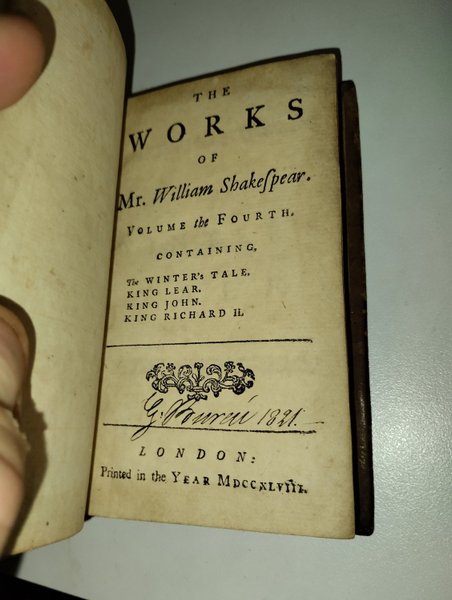 THE
WORKS
OF
Mr. William Shakeſpear.
VOLUME the FOURTH.
CONTAINING,
The WINTER's TALE.
KING LEAR.
KING JOHN.
KING RICHARD II.
G. 1821.
LONDON:
Printed in the YEAR MDCCXLVIII.